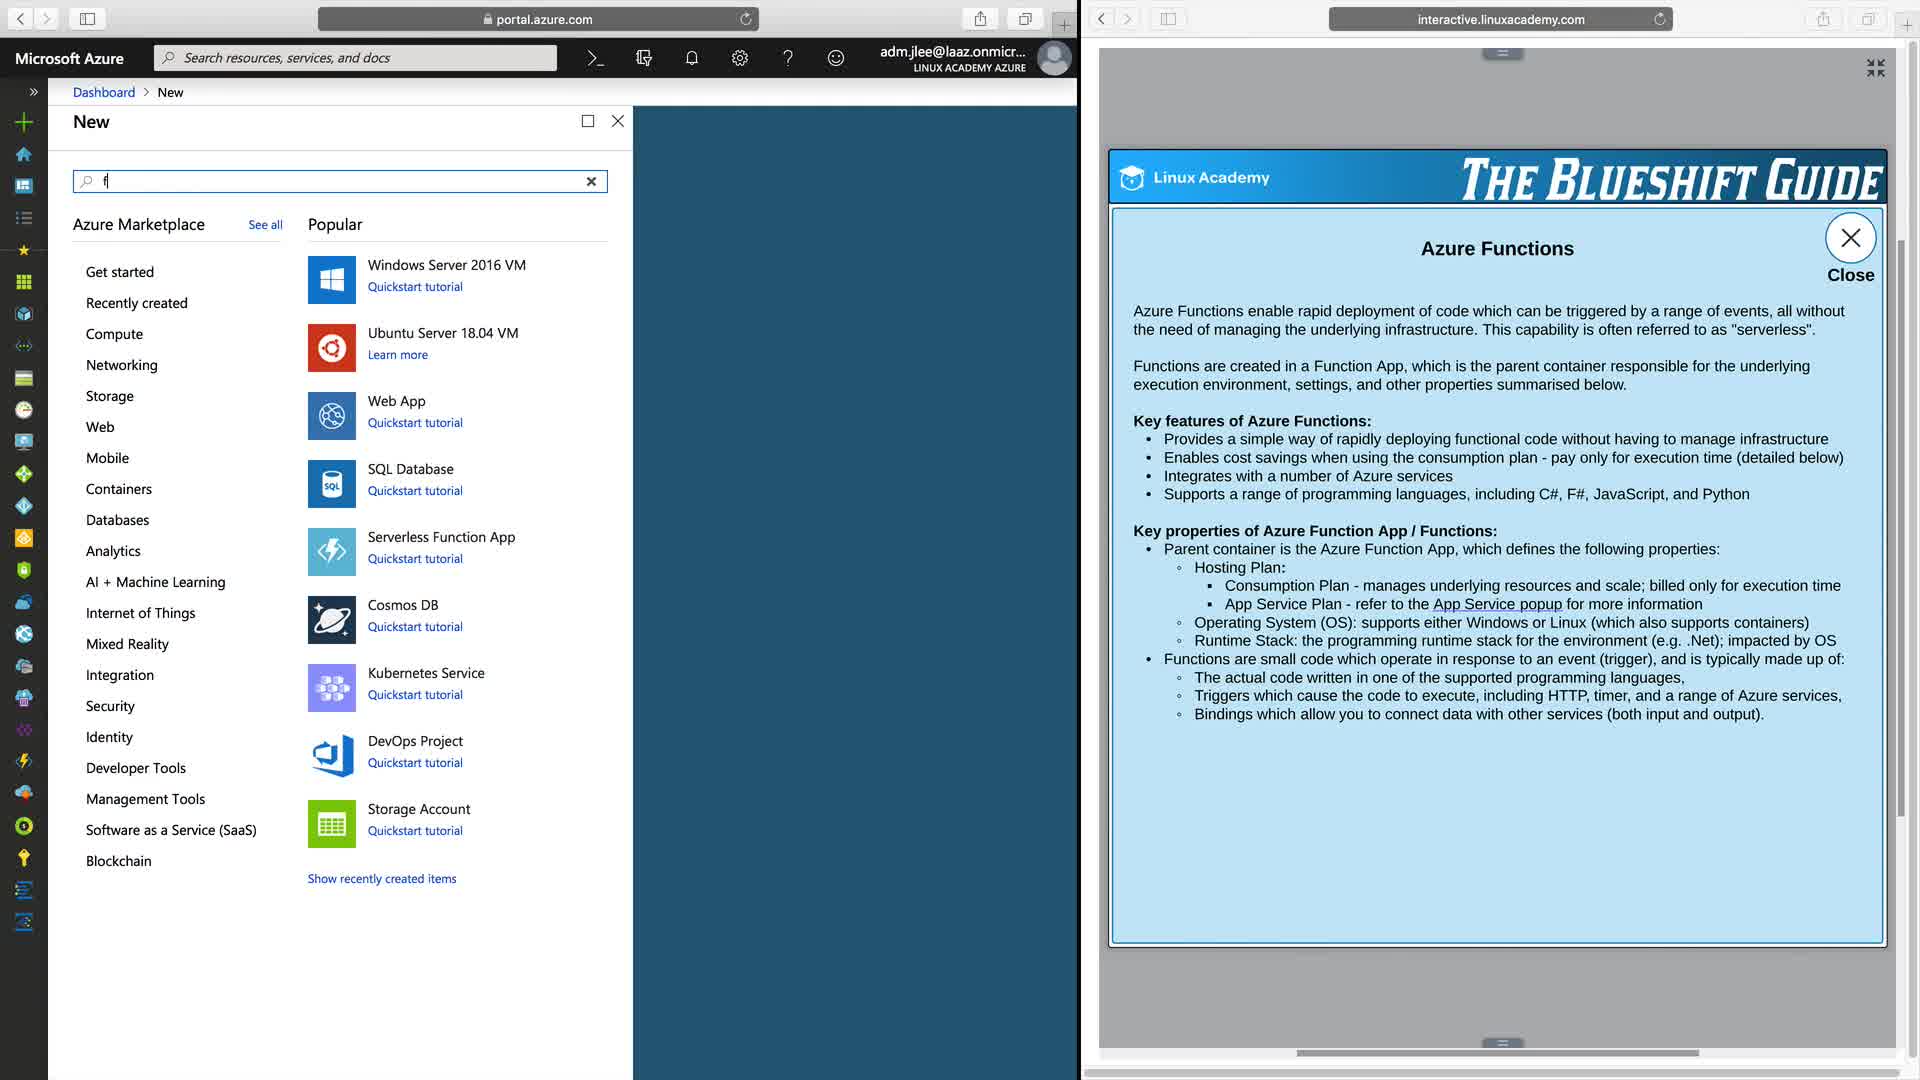 portal.azure.com
Microsoft Azure
Search resources, services, and docs
adm.jlee@laaz.onmicr...
LINUX ACADEMY AZURE
Dashboard > New
New
f
Azure Marketplace
See all
Get started
Recently created
Compute
Networking
Storage
Web
Mobile
Containers
Databases
Analytics
AI + Machine Learning
Internet of Things
Mixed Reality
Integration
Security
Identity
Developer Tools
Management Tools
Software as a Service (SaaS)
Blockchain
Popular
Windows Server 2016 VM
Quickstart tutorial
Ubuntu Server 18.04 VM
Learn more
Web App
Quickstart tutorial
SQL
SQL Database
Quickstart tutorial
Serverless Function App
Quickstart tutorial
Cosmos DB
Quickstart tutorial
Kubernetes Service
Quickstart tutorial
DevOps Project
Quickstart tutorial
Storage Account
Quickstart tutorial
Show recently created items
interactive.linuxacademy.com
Linux Academy
THE BLUESHIFT GUIDE
Azure Functions
Close
Azure Functions enable rapid deployment of code which can be triggered by a range of events, all without
the need of managing the underlying infrastructure. This capability is often referred to as "serverless".
Functions are created in a Function App, which is the parent container responsible for the underlying
execution environment, settings, and other properties summarised below.
Key features of Azure Functions:
• Provides a simple way of rapidly deploying functional code without having to manage infrastructure
• Enables cost savings when using the consumption plan - pay only for execution time (detailed below)
• Integrates with a number of Azure services
• Supports a range of programming languages, including C#, F#, JavaScript, and Python
Key properties of Azure Function App / Functions:
• Parent container is the Azure Function App, which defines the following properties:
◦ Hosting Plan:
▪ Consumption Plan - manages underlying resources and scale; billed only for execution time
▪ App Service Plan - refer to the App Service popup for more information
◦ Operating System (OS): supports either Windows or Linux (which also supports containers)
◦ Runtime Stack: the programming runtime stack for the environment (e.g. .Net); impacted by OS
• Functions are small code which operate in response to an event (trigger), and is typically made up of:
◦ The actual code written in one of the supported programming languages,
◦ Triggers which cause the code to execute, including HTTP, timer, and a range of Azure services,
◦ Bindings which allow you to connect data with other services (both input and output).